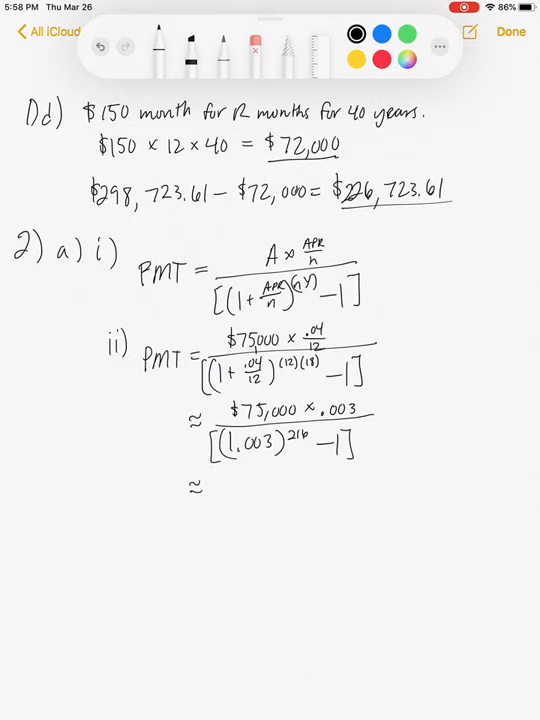 5:58 PM Thu Mar 26
86%
All iCloud
Done
1)d) $150 month for 12 months for 40 years.
$150 × 12 × 40 = $72,000
$298,723.61 – $72,000 = $226,723.61
2) a) i) PMT = A × APR/n / [(1 + APR/n)^(nY) – 1]
ii) PMT = $75000 × .04/12 / [(1 + .04/12)^(12)(18) – 1]
≈ $75,000 × .003 / [(1.003)^216 – 1]
≈